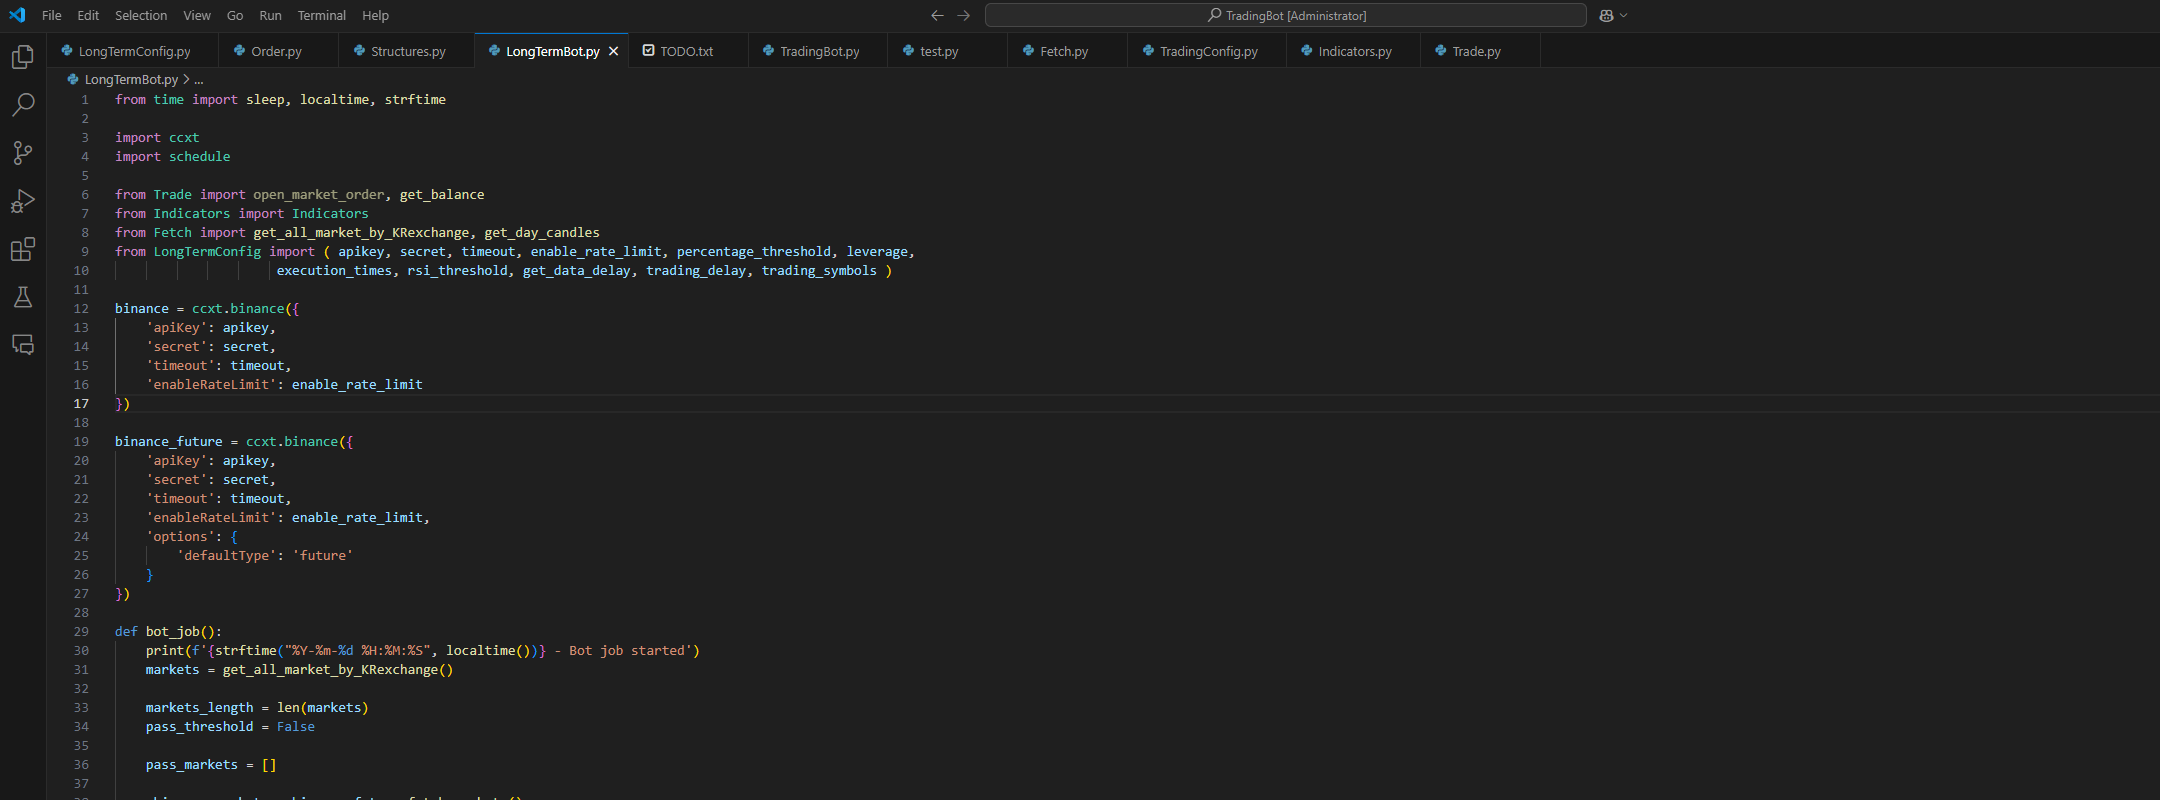 File Edit Selection View Go Run Terminal Help
TradingBot [Administrator]
LongTermConfig.py Order.py Structures.py LongTermBot.py TODO.txt TradingBot.py test.py Fetch.py TradingConfig.py Indicators.py Trade.py
LongTermBot.py > ...
1 from time import sleep, localtime, strftime
2
3 import ccxt
4 import schedule
5
6 from Trade import open_market_order, get_balance
7 from Indicators import Indicators
8 from Fetch import get_all_market_by_KRexchange, get_day_candles
9 from LongTermConfig import ( apikey, secret, timeout, enable_rate_limit, percentage_threshold, leverage,
10 execution_times, rsi_threshold, get_data_delay, trading_delay, trading_symbols )
11
12 binance = ccxt.binance({
13 'apiKey': apikey,
14 'secret': secret,
15 'timeout': timeout,
16 'enableRateLimit': enable_rate_limit
17 })
18
19 binance_future = ccxt.binance({
20 'apiKey': apikey,
21 'secret': secret,
22 'timeout': timeout,
23 'enableRateLimit': enable_rate_limit,
24 'options': {
25 'defaultType': 'future'
26 }
27 })
28
29 def bot_job():
30 print(f'{strftime("%Y-%m-%d %H:%M:%S", localtime())} - Bot job started')
31 markets = get_all_market_by_KRexchange()
32
33 markets_length = len(markets)
34 pass_threshold = False
35
36 pass_markets = []
37